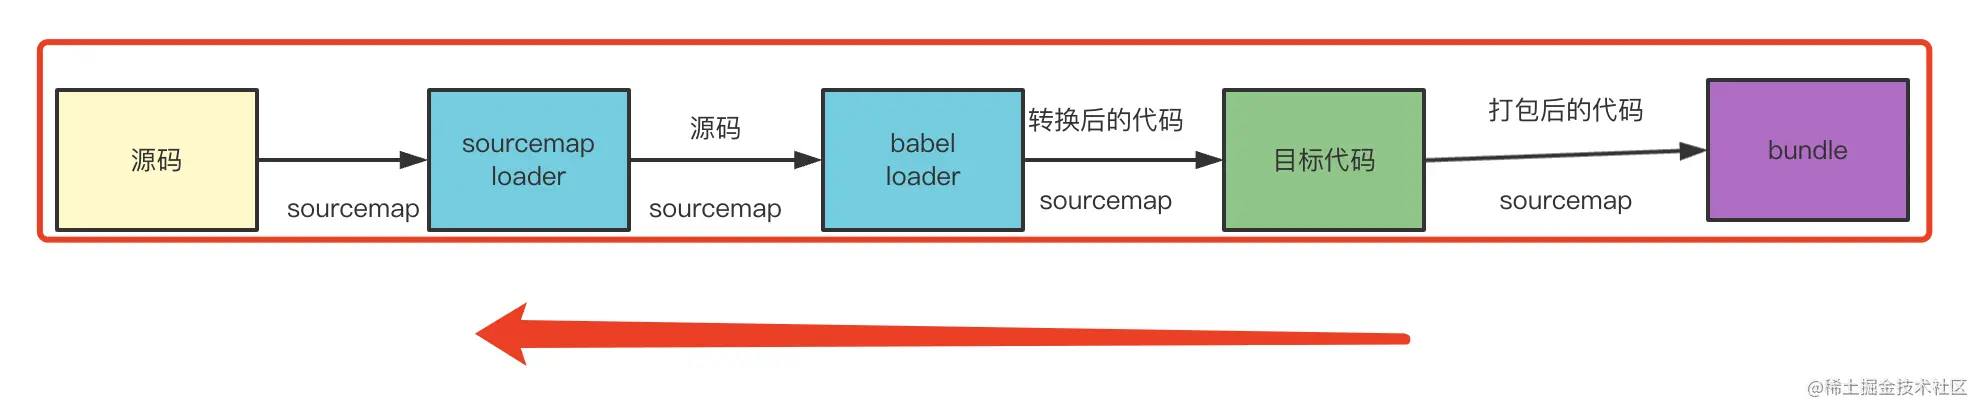 源码
sourcemap
sourcemap
loader
源码
sourcemap
babel
loader
转换后的代码
sourcemap
目标代码
打包后的代码
sourcemap
bundle
@稀土掘金技术社区